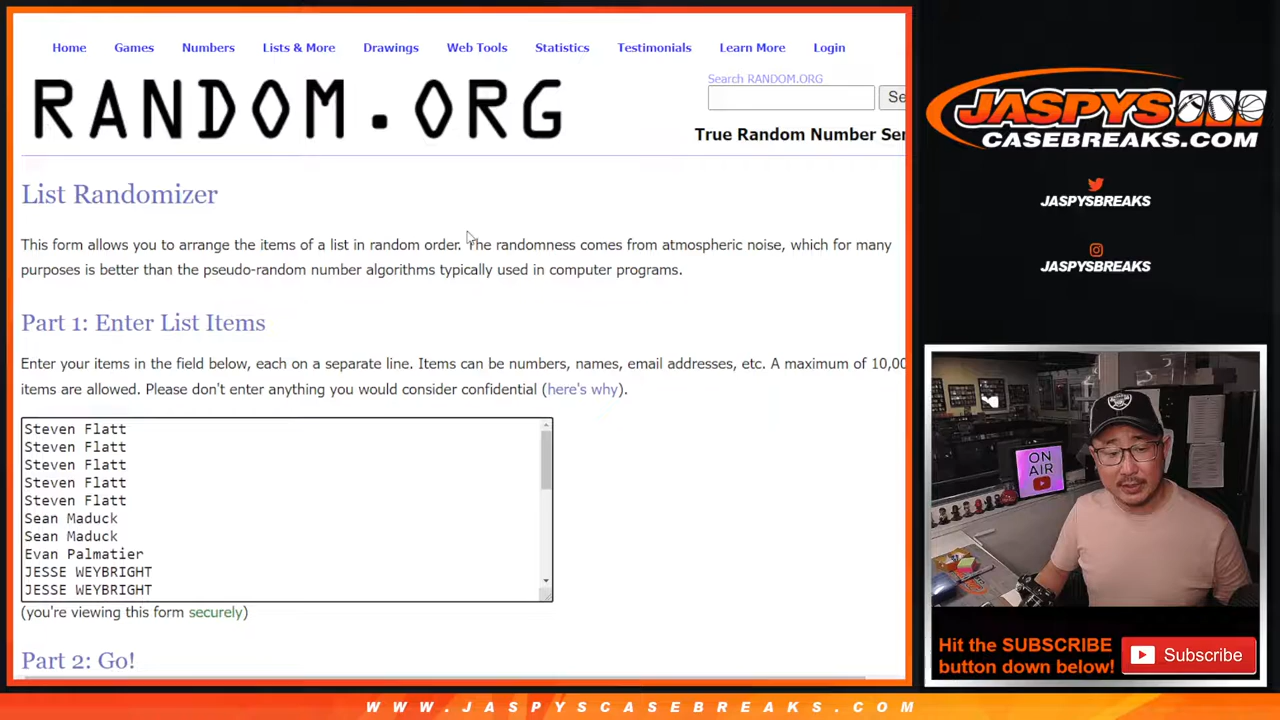 Home Games Numbers Lists & More Drawings Web Tools Statistics Testimonials Learn More Login
RANDOM.ORG
Search RANDOM.ORG
Se
True Random Number Ser
List Randomizer
This form allows you to arrange the items of a list in random order. The randomness comes from atmospheric noise, which for many
purposes is better than the pseudo-random number algorithms typically used in computer programs.
Part 1: Enter List Items
Enter your items in the field below, each on a separate line. Items can be numbers, names, email addresses, etc. A maximum of 10,00
items are allowed. Please don't enter anything you would consider confidential (here's why).
Steven Flatt
Steven Flatt
Steven Flatt
Steven Flatt
Steven Flatt
Sean Maduck
Sean Maduck
Evan Palmatier
JESSE WEYBRIGHT
JESSE WEYBRIGHT
(you're viewing this form securely)
Part 2: Go!
JASPYS
CASEBREAKS.COM
JASPYSBREAKS
JASPYSBREAKS
ON
AIR
Hit the SUBSCRIBE
button down below!
Subscribe
WWW.JASPYSCASEBREAKS.COM